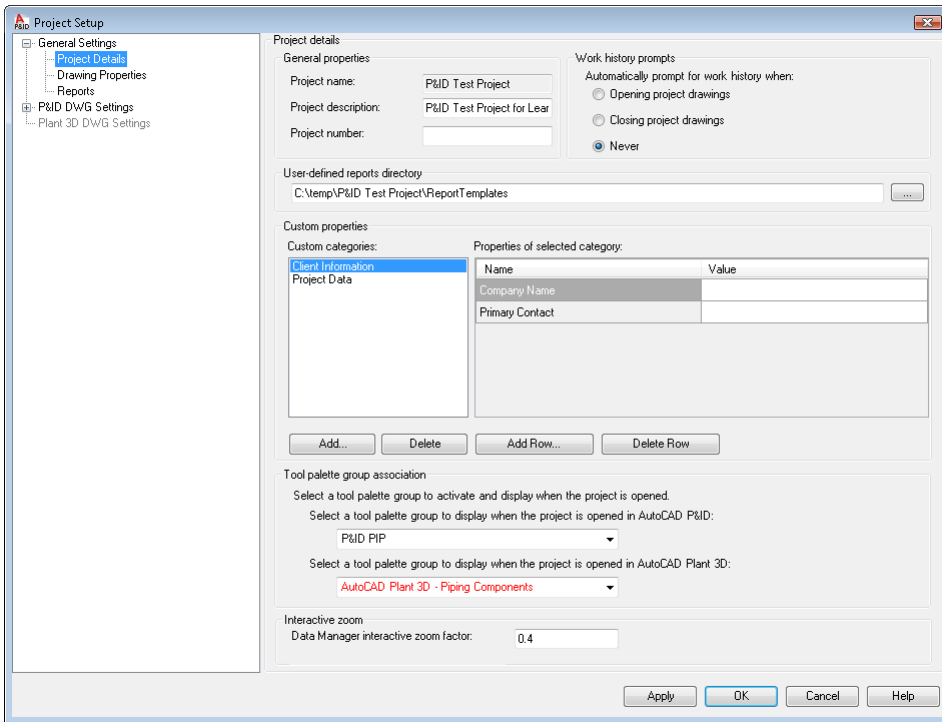 P&ID Project Setup
General Settings
Project Details
Drawing Properties
Reports
P&ID DWG Settings
Plant 3D DWG Settings
Project details
General properties
Project name: P&ID Test Project
Project description: P&ID Test Project for Lear
Project number:
Work history prompts
Automatically prompt for work history when:
Opening project drawings
Closing project drawings
Never
User-defined reports directory
C:\temp\P&ID Test Project\ReportTemplates ...
Custom properties
Custom categories:
Client Information
Project Data
Properties of selected category:
Name Value
Company Name
Primary Contact
Add... Delete Add Row... Delete Row
Tool palette group association
Select a tool palette group to activate and display when the project is opened.
Select a tool palette group to display when the project is opened in AutoCAD P&ID:
P&ID PIP
Select a tool palette group to display when the project is opened in AutoCAD Plant 3D:
AutoCAD Plant 3D - Piping Components
Interactive zoom
Data Manager interactive zoom factor: 0.4
Apply OK Cancel Help